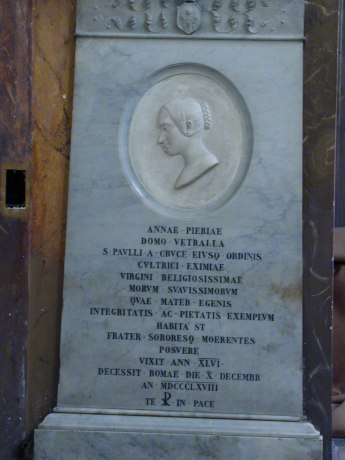 ANNAE · PIERIAE
DOMO · VETRALLA
S · PAVLLI · A · CRVCE · EIVSQ · ORDINIS
CVLTRICI · EXIMIAE
VIRGINI · RELIGIOSISSIMAE
MORVM · SVAVISSIMORVM
QVAE · MATER · EGENIS
INTEGRITATIS · AC · PIETATIS · EXEMPLVM
HABITA · ST
FRATER · SORORESQ · MOERENTES
POSVERE
VIXIT · ANN · XLVI
DECESSIT · ROMAE · DIE · X · DECEMBR
AN · MDCCCLXVIII
TE · ☧ · IN · PACE